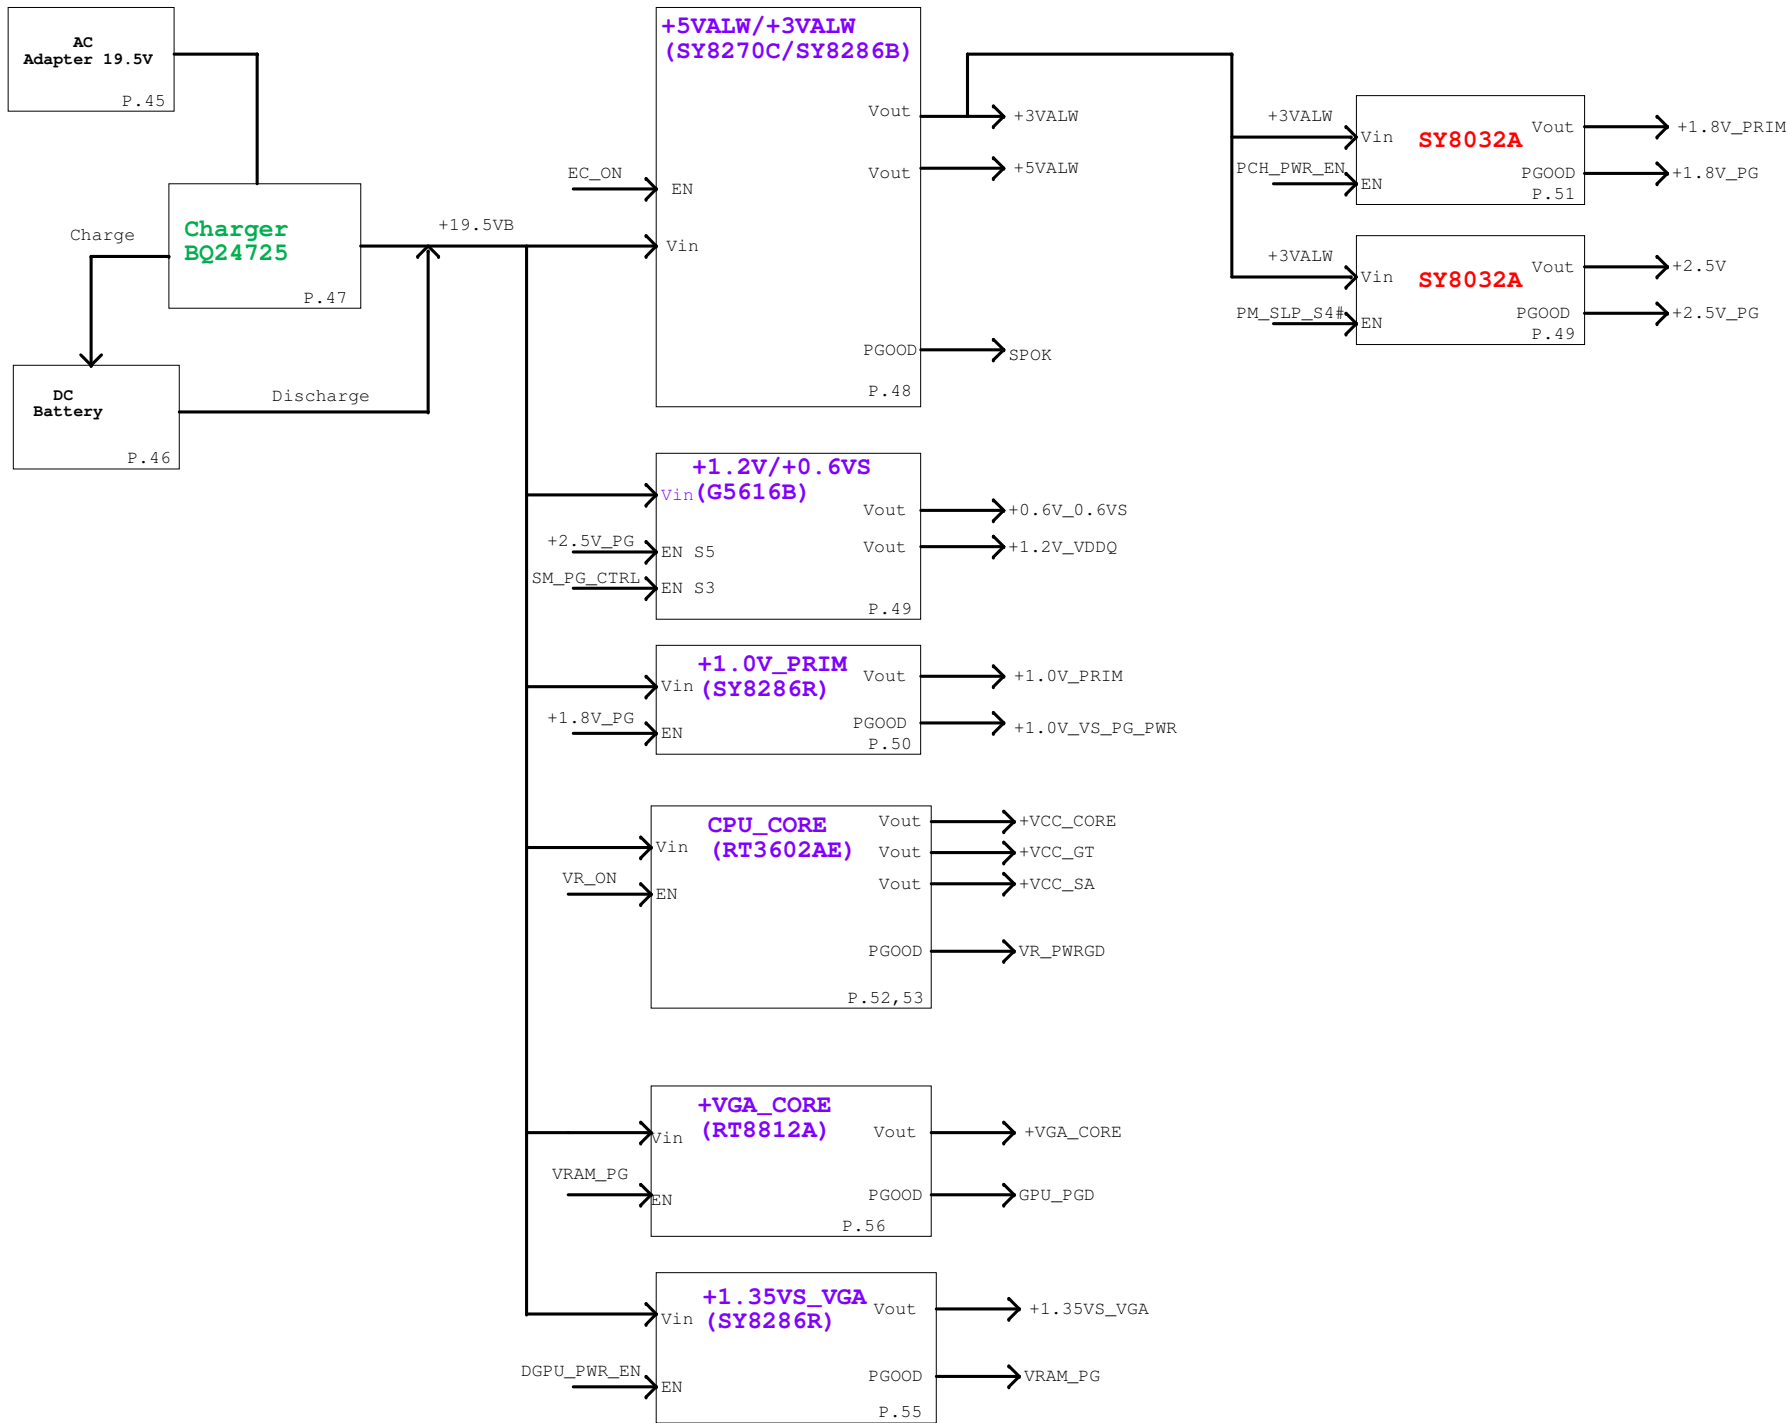 AC
Adapter 19.5V
P.45
Charger
BQ24725
P.47
Charge
DC
Battery
P.46
Discharge
+19.5VB
+5VALW/+3VALW
(SY8270C/SY8286B)
EC_ON
EN
Vin
Vout
+3VALW
Vout
+5VALW
PGOOD
SPOK
P.48
+3VALW
Vin
SY8032A
Vout
+1.8V_PRIM
PCH_PWR_EN
EN
PGOOD
+1.8V_PG
P.51
+3VALW
Vin
SY8032A
Vout
+2.5V
PM_SLP_S4#
EN
PGOOD
+2.5V_PG
P.49
+1.2V/+0.6VS
Vin
(G5616B)
Vout
+0.6V_0.6VS
+2.5V_PG
EN S5
Vout
+1.2V_VDDQ
SM_PG_CTRL
EN S3
P.49
+1.0V_PRIM
Vin
(SY8286R)
Vout
+1.0V_PRIM
+1.8V_PG
EN
PGOOD
+1.0V_VS_PG_PWR
P.50
CPU_CORE
(RT3602AE)
Vin
Vout
+VCC_CORE
Vout
+VCC_GT
Vout
+VCC_SA
VR_ON
EN
PGOOD
VR_PWRGD
P.52,53
+VGA_CORE
(RT8812A)
Vin
Vout
+VGA_CORE
VRAM_PG
EN
PGOOD
GPU_PGD
P.56
+1.35VS_VGA
(SY8286R)
Vin
Vout
+1.35VS_VGA
DGPU_PWR_EN
EN
PGOOD
VRAM_PG
P.55